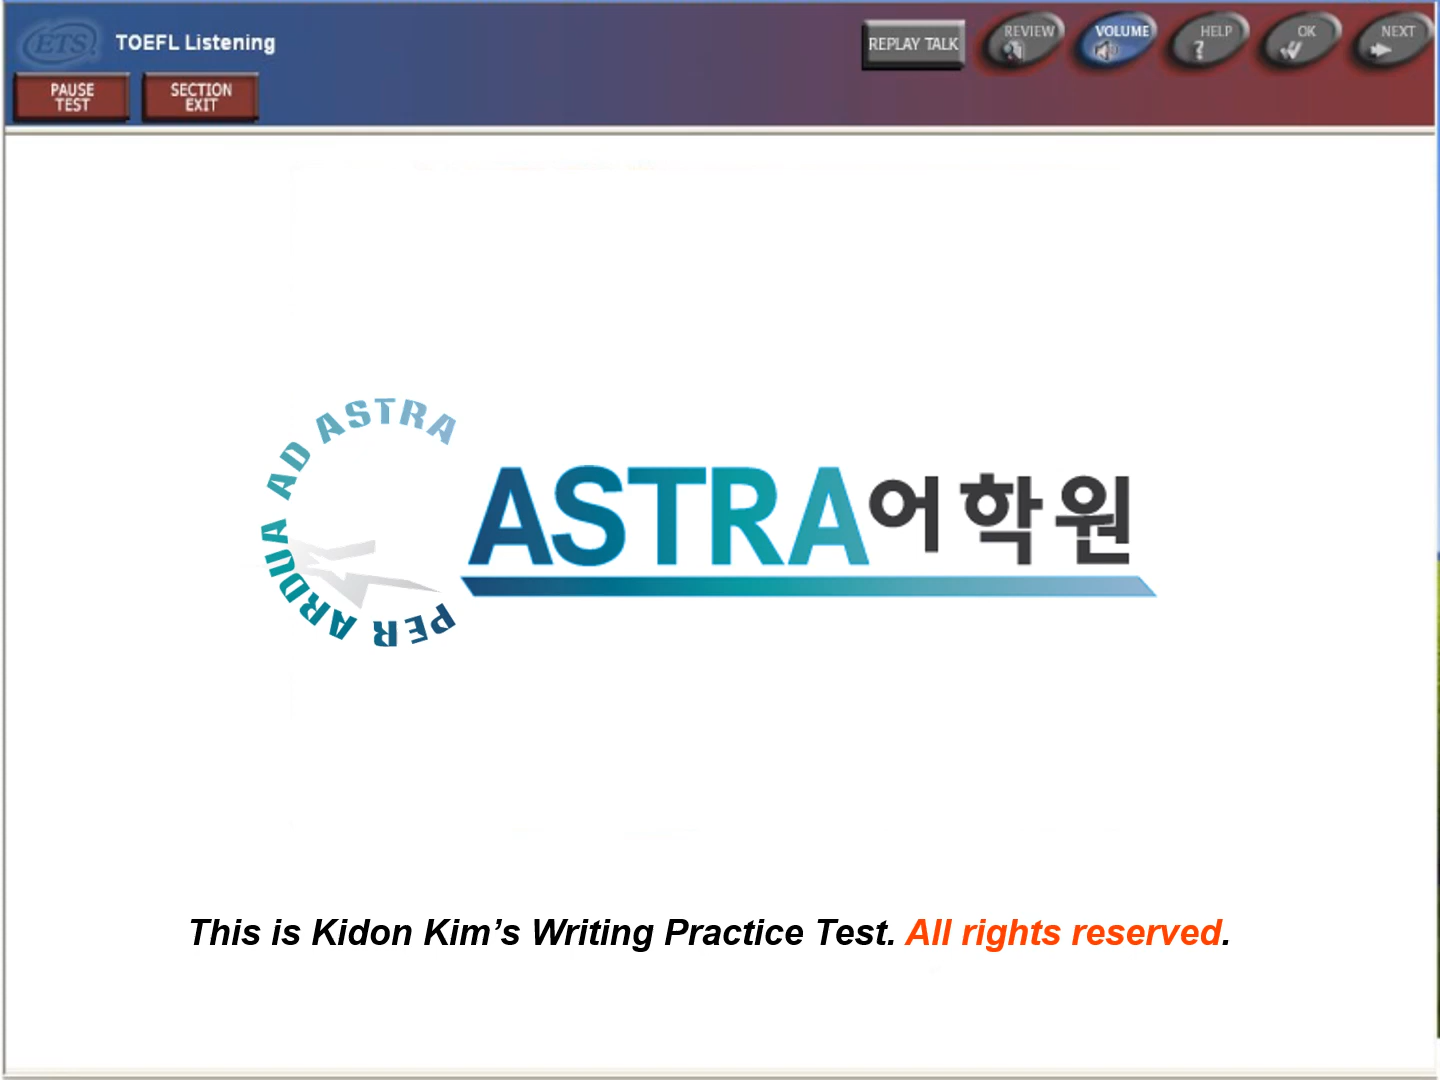 ETS
TOEFL Listening
REPLAY TALK
REVIEW
VOLUME
HELP
OK
NEXT
PAUSE
TEST
SECTION
EXIT
PER ARDUA AD ASTRA
ASTRA어학원
This is Kidon Kim’s Writing Practice Test. All rights reserved.